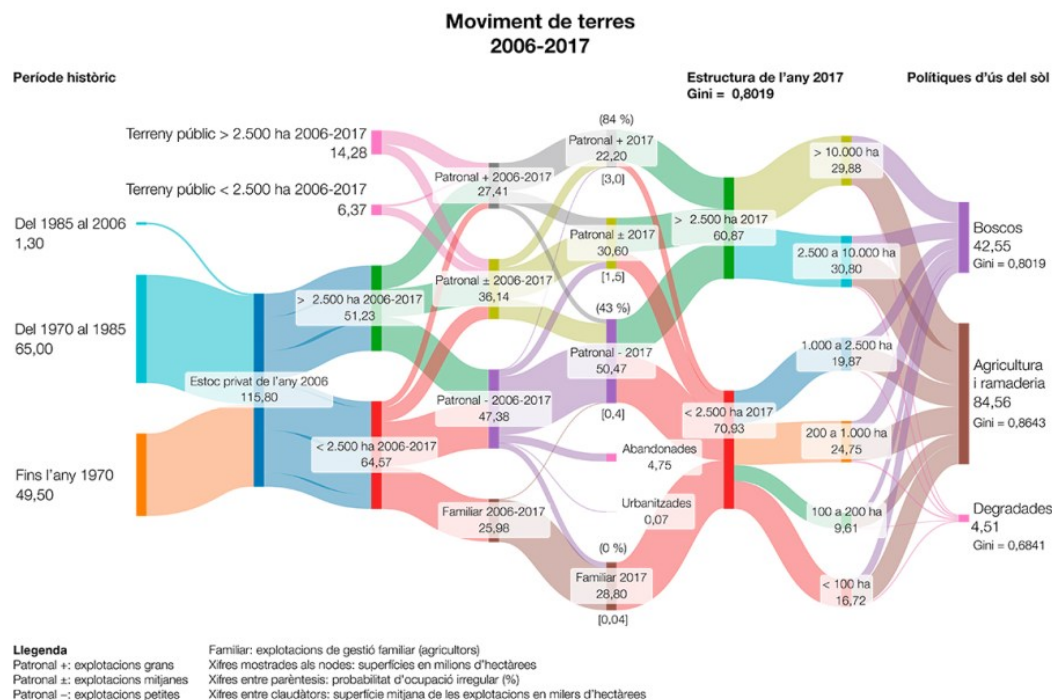 Moviment de terres
2006-2017
Període històric
Estructura de l'any 2017
Gini = 0,8019
Polítiques d'ús del sòl
Del 1985 al 2006
1,30
Del 1970 al 1985
65,00
Fins l'any 1970
49,50
Estoc privat de l'any 2006
115,80
Terreny públic > 2.500 ha 2006-2017
14,28
Terreny públic < 2.500 ha 2006-2017
6,37
> 2.500 ha 2006-2017
51,23
< 2.500 ha 2006-2017
64,57
Patronal + 2006-2017
27,41
Patronal ± 2006-2017
36,14
Patronal - 2006-2017
47,38
Familiar 2006-2017
25,98
(84 %)
Patronal + 2017
22,20
[3,0]
Patronal ± 2017
30,60
[1,5]
(43 %)
Patronal - 2017
50,47
[0,4]
Abandonades
4,75
Urbanitzades
0,07
(0 %)
Familiar 2017
28,80
[0,04]
> 2.500 ha 2017
60,87
< 2.500 ha 2017
70,93
> 10.000 ha
29,88
2.500 a 10.000 ha
30,80
1.000 a 2.500 ha
19,87
200 a 1.000 ha
24,75
100 a 200 ha
9,61
< 100 ha
16,72
Boscos
42,55
Gini = 0,8019
Agricultura
i ramaderia
84,56
Gini = 0,8643
Degradades
4,51
Gini = 0,6841
Llegenda
Patronal +: explotacions grans
Patronal ±: explotacions mitjanes
Patronal –: explotacions petites
Familiar: explotacions de gestió familiar (agricultors)
Xifres mostrades als nodes: superfícies en milions d'hectàrees
Xifres entre parèntesis: probabilitat d'ocupació irregular (%)
Xifres entre claudàtors: superfície mitjana de les explotacions en milers d'hectàrees